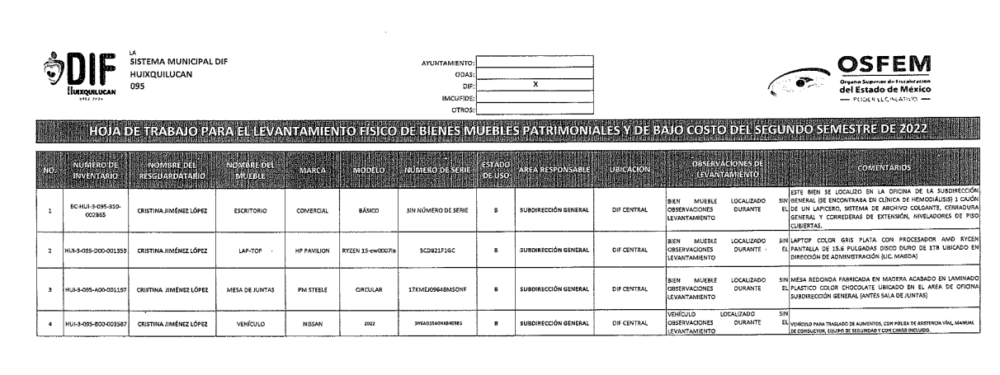 DIF
HUIXQUILUCAN
LA
SISTEMA MUNICIPAL DIF
HUIXQUILUCAN
095
AYUNTAMIENTO:
ODAS:
DIF: X
IMCUFIDE:
OTROS:
OSFEM
Órgano Superior de Fiscalización
del Estado de México
PODER LEGISLATIVO
HOJA DE TRABAJO PARA EL LEVANTAMIENTO FÍSICO DE BIENES MUEBLES PATRIMONIALES Y DE BAJO COSTO DEL SEGUNDO SEMESTRE DE 2022
NO. NÚMERO DE INVENTARIO NOMBRE DEL RESGUARDATARIO NOMBRE DEL MUEBLE MARCA MODELO NÚMERO DE SERIE ESTADO DE USO AREA RESPONSABLE UBICACIÓN OBSERVACIONES DE LEVANTAMIENTO COMENTARIOS
1 BC-HUI-3-095-310-002865 CRISTINA JIMÉNEZ LÓPEZ ESCRITORIO COMERCIAL BÁSICO SIN NÚMERO DE SERIE B SUBDIRECCIÓN GENERAL DIF CENTRAL
BIEN MUEBLE LOCALIZADO SIN
OBSERVACIONES DURANTE EL
LEVANTAMIENTO
ESTE BIEN SE LOCALIZO EN LA OFICINA DE LA SUBDIRECCIÓN
GENERAL (SE ENCONTRABA EN CLÍNICA DE HEMODIÁLISIS) 1 CAJÓN
DE UN LAPICERO, SISTEMA DE ARCHIVO COLGANTE, CERRADURA
GENERAL Y CORREDERAS DE EXTENSIÓN, NIVELADORES DE PISO
CUBIERTAS.
2 HUI-3-095-D00-001359 CRISTINA JIMÉNEZ LÓPEZ LAP-TOP HP PAVILION RYZEN 15-cw0007la 5CD821F1GC B SUBDIRECCIÓN GENERAL DIF CENTRAL
BIEN MUEBLE LOCALIZADO SIN
OBSERVACIONES DURANTE EL
LEVANTAMIENTO
LAPTOP COLOR GRIS PLATA CON PROCESADOR AMD RYCEN
PANTALLA DE 15.6 PULGADAS DISCO DURO DE 1TB UBICADO EN
DIRECCIÓN DE ADMINISTRACIÓN (LIC. MAGDA)
3 HUI-3-095-A00-001197 CRISTINA JIMÉNEZ LÓPEZ MESA DE JUNTAS PM STEELE CIRCULAR 17KMEJ09648MSONF B SUBDIRECCIÓN GENERAL DIF CENTRAL
BIEN MUEBLE LOCALIZADO SIN
OBSERVACIONES DURANTE EL
LEVANTAMIENTO
MESA REDONDA FABRICADA EN MADERA ACABADO EN LAMINADO
PLASTICO COLOR CHOCOLATE UBICADO EN EL AREA DE OFICINA
SUBDIRECCIÓN GENERAL (ANTES SALA DE JUNTAS)
4 HUI-3-095-B00-003587 CRISTINA JIMÉNEZ LÓPEZ VEHÍCULO NISSAN 2022 B SUBDIRECCIÓN GENERAL DIF CENTRAL
VEHÍCULO LOCALIZADO SIN
OBSERVACIONES DURANTE EL
LEVANTAMIENTO
VEHÍCULO PARA TRASLADO DE ALIMENTOS, CON PÓLIZA DE ASISTENCIA VIAL, MANUAL
DE CONDUCTOR, EQUIPO DE SEGURIDAD Y CON CHASIS INCLUIDO.